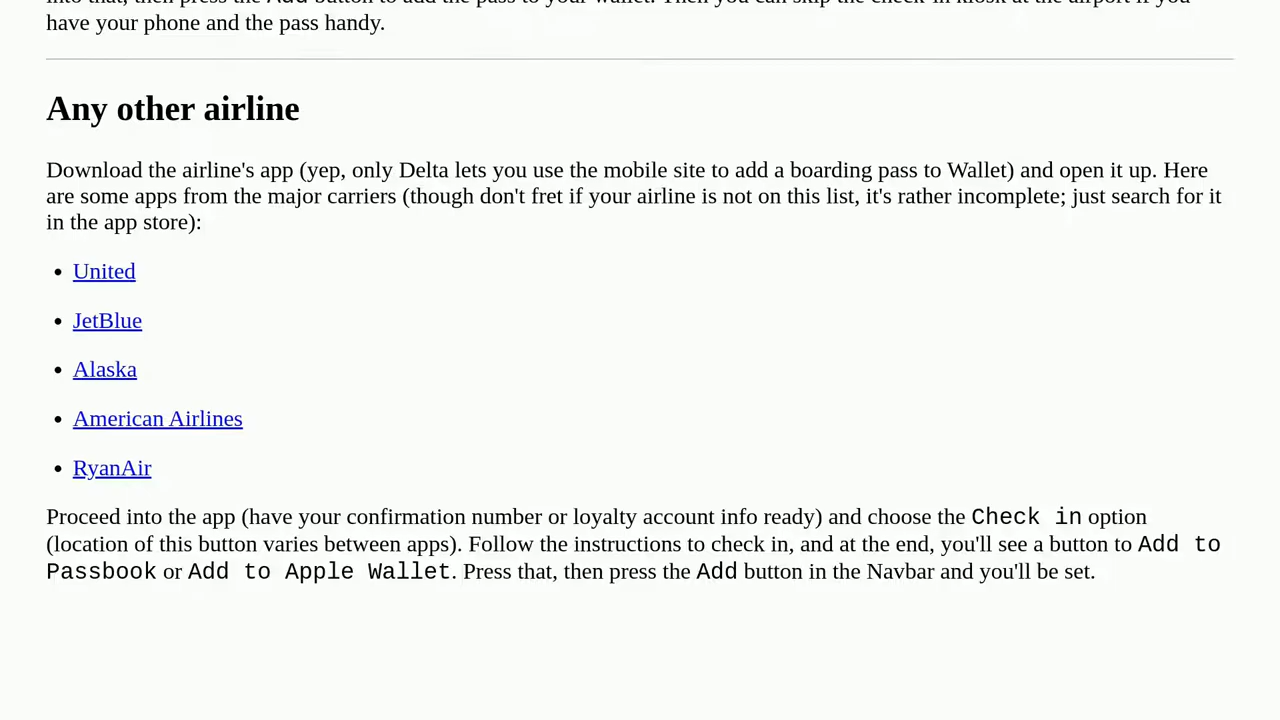 have your phone and the pass handy.
Any other airline
Download the airline's app (yep, only Delta lets you use the mobile site to add a boarding pass to Wallet) and open it up. Here
are some apps from the major carriers (though don't fret if your airline is not on this list, it's rather incomplete; just search for it
in the app store):
• United
• JetBlue
• Alaska
• American Airlines
• RyanAir
Proceed into the app (have your confirmation number or loyalty account info ready) and choose the Check in option
(location of this button varies between apps). Follow the instructions to check in, and at the end, you'll see a button to Add to
Passbook or Add to Apple Wallet. Press that, then press the Add button in the Navbar and you'll be set.